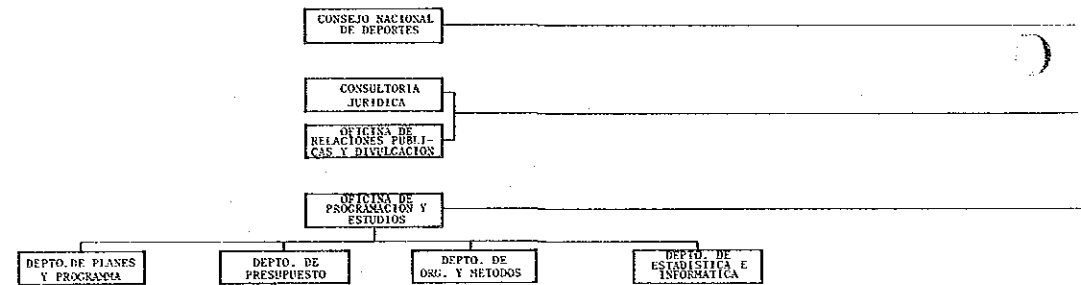 CONSEJO NACIONAL
DE DEPORTES
CONSULTORIA
JURIDICA
OFICINA DE
RELACIONES PUBLI-
CAS Y DIVULGACION
OFICINA DE
PROGRAMACION Y
ESTUDIOS
DEPTO. DE PLANES
Y PROGRAMMA
DEPTO. DE
PRESUPUESTO
DEPTO. DE
ORG. Y METODOS
DEPTO. DE
ESTADISTICA E
INFORMATICA